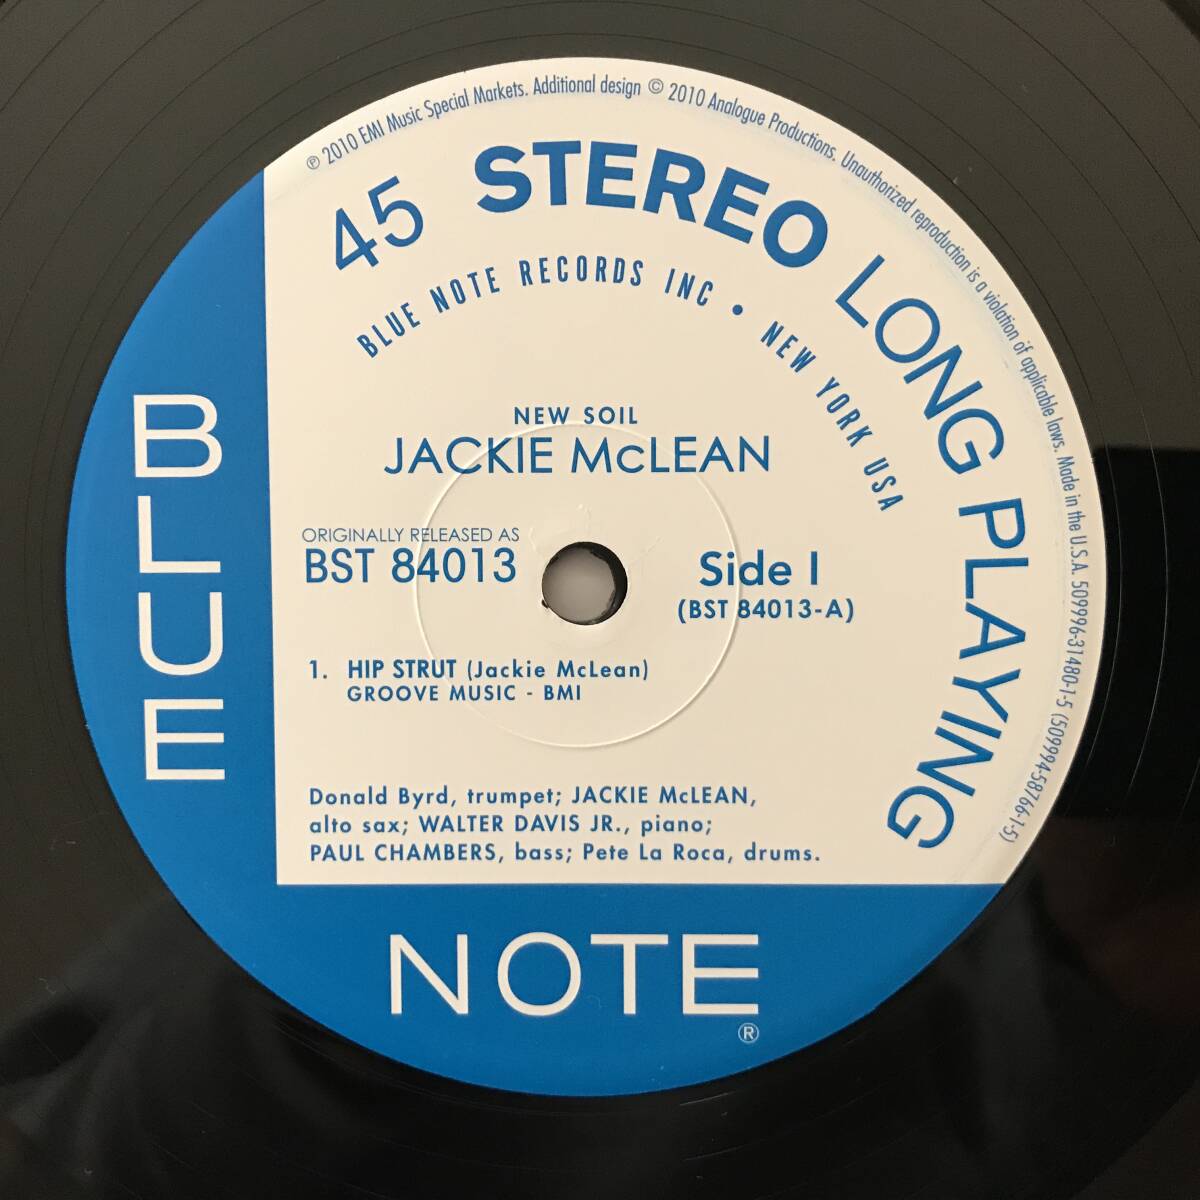 ℗ 2010 EMI Music Special Markets. Additional design © 2010 Analogue Productions. Unauthorized reproduction is a violation of applicable laws. Made in the U.S.A. 509996-31480-1-5 (509994-58766-1-5)
45 STEREO LONG PLAYING
BLUE NOTE RECORDS INC • NEW YORK USA
NEW SOIL
JACKIE McLEAN
ORIGINALLY RELEASED AS
BST 84013
Side I
(BST 84013-A)
1. HIP STRUT (Jackie McLean)
GROOVE MUSIC - BMI
Donald Byrd, trumpet; JACKIE McLEAN,
alto sax; WALTER DAVIS JR., piano;
PAUL CHAMBERS, bass; Pete La Roca, drums.
BLUE
NOTE®